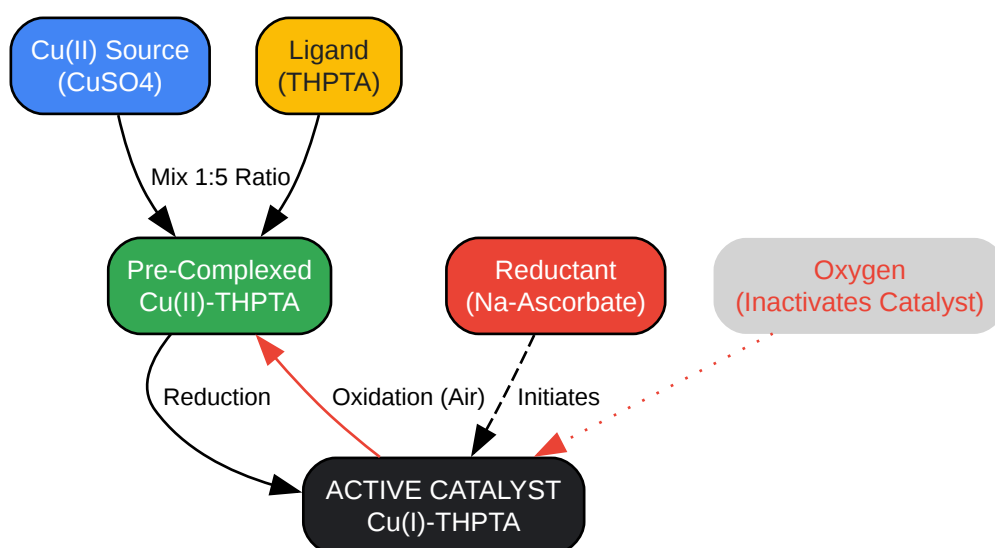 Cu(II) Source
(CuSO4)
Ligand
(THPTA)
Mix 1:5 Ratio
Pre-Complexed
Cu(II)-THPTA
Reductant
(Na-Ascorbate)
Oxygen
(Inactivates Catalyst)
Reduction
Oxidation (Air)
Initiates
ACTIVE CATALYST
Cu(I)-THPTA